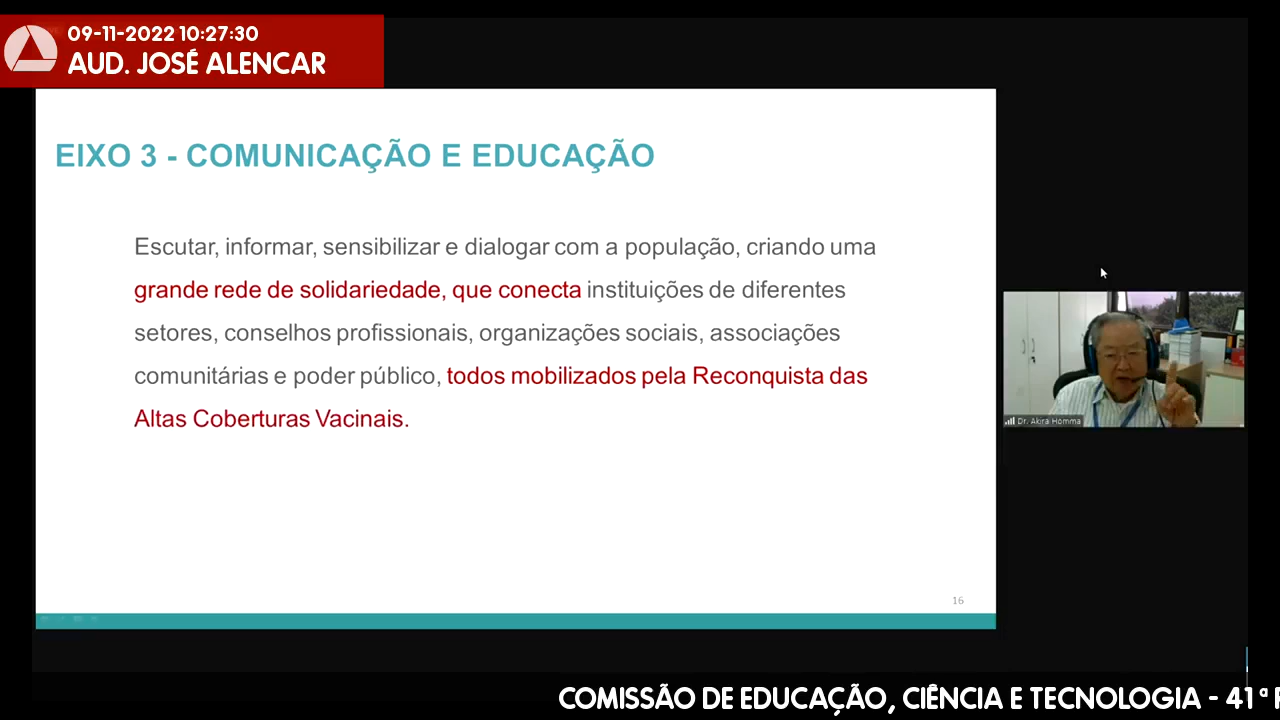 09-11-2022 10:27:30
AUD. JOSÉ ALENCAR
EIXO 3 - COMUNICAÇÃO E EDUCAÇÃO
Escutar, informar, sensibilizar e dialogar com a população, criando uma
grande rede de solidariedade, que conecta instituições de diferentes
setores, conselhos profissionais, organizações sociais, associações
comunitárias e poder público, todos mobilizados pela Reconquista das
Altas Coberturas Vacinais.
16
Dr. Akira Homma
COMISSÃO DE EDUCAÇÃO, CIÊNCIA E TECNOLOGIA - 41ª